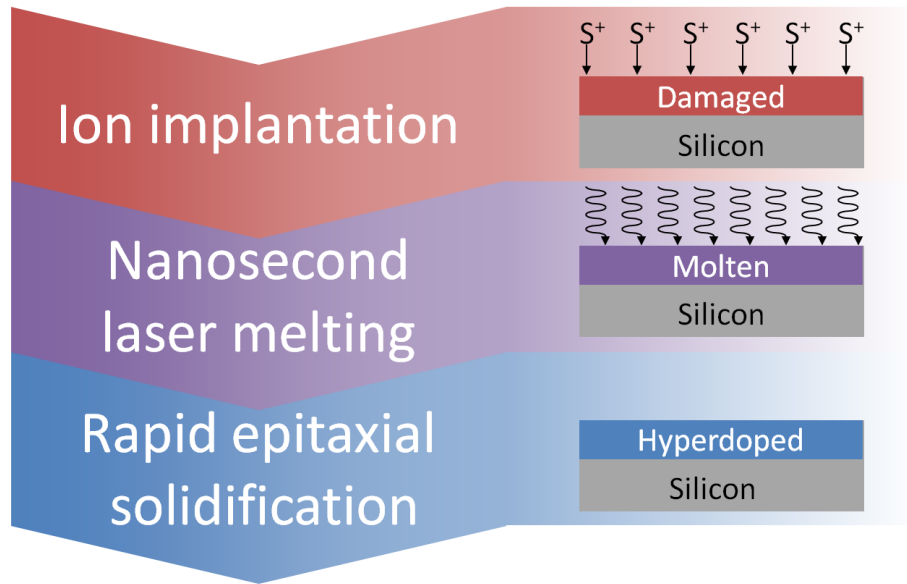 Ion implantation
S⁺ S⁺ S⁺ S⁺ S⁺ S⁺
Damaged
Silicon
Nanosecond
laser melting
Molten
Silicon
Rapid epitaxial
solidification
Hyperdoped
Silicon